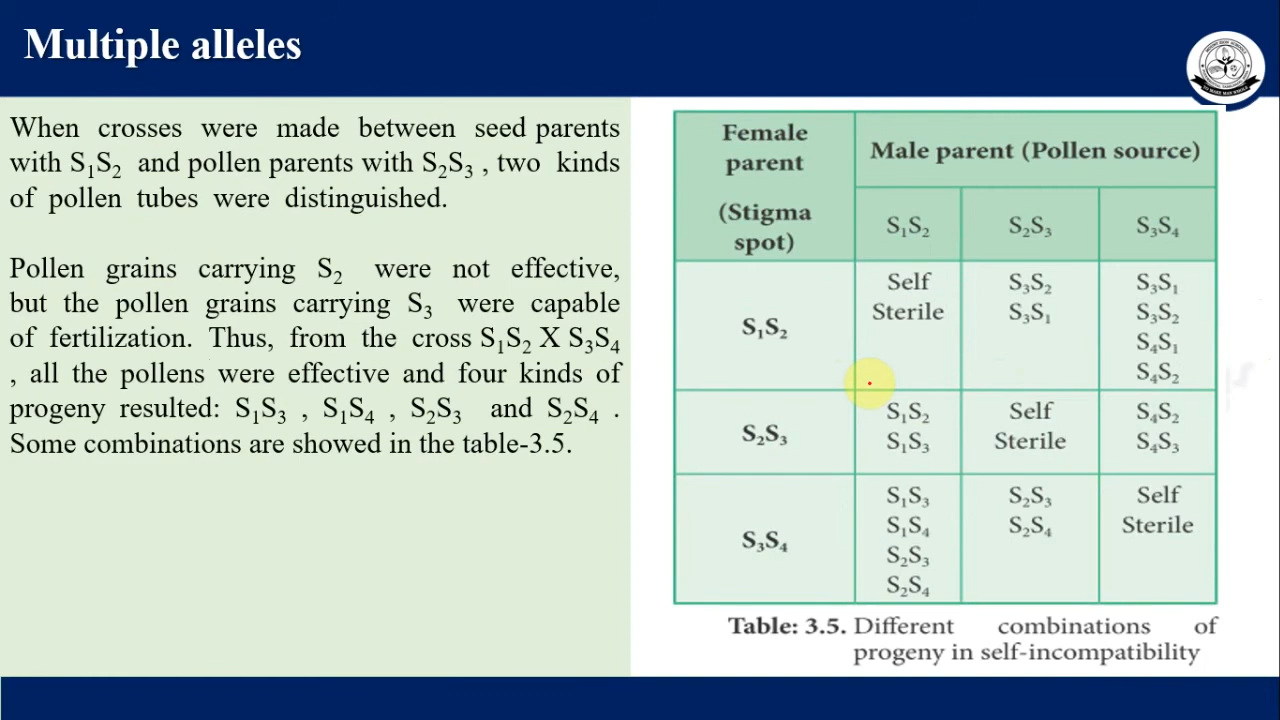 Multiple alleles
When crosses were made between seed parents
with S₁S₂ and pollen parents with S₂S₃ , two kinds
of pollen tubes were distinguished.
Pollen grains carrying S₂ were not effective,
but the pollen grains carrying S₃ were capable
of fertilization. Thus, from the cross S₁S₂ X S₃S₄
, all the pollens were effective and four kinds of
progeny resulted: S₁S₃ , S₁S₄ , S₂S₃ and S₂S₄ .
Some combinations are showed in the table-3.5.
Female
parent
(Stigma
spot)
Male parent (Pollen source)
S₁S₂ S₂S₃ S₃S₄
S₁S₂
Self
Sterile
S₃S₂
S₃S₁
S₃S₁
S₃S₂
S₄S₁
S₄S₂
S₂S₃
S₁S₂
S₁S₃
Self
Sterile
S₄S₂
S₄S₃
S₃S₄
S₁S₃
S₁S₄
S₂S₃
S₂S₄
S₂S₃
S₂S₄
Self
Sterile
Table: 3.5. Different combinations of
progeny in self-incompatibility